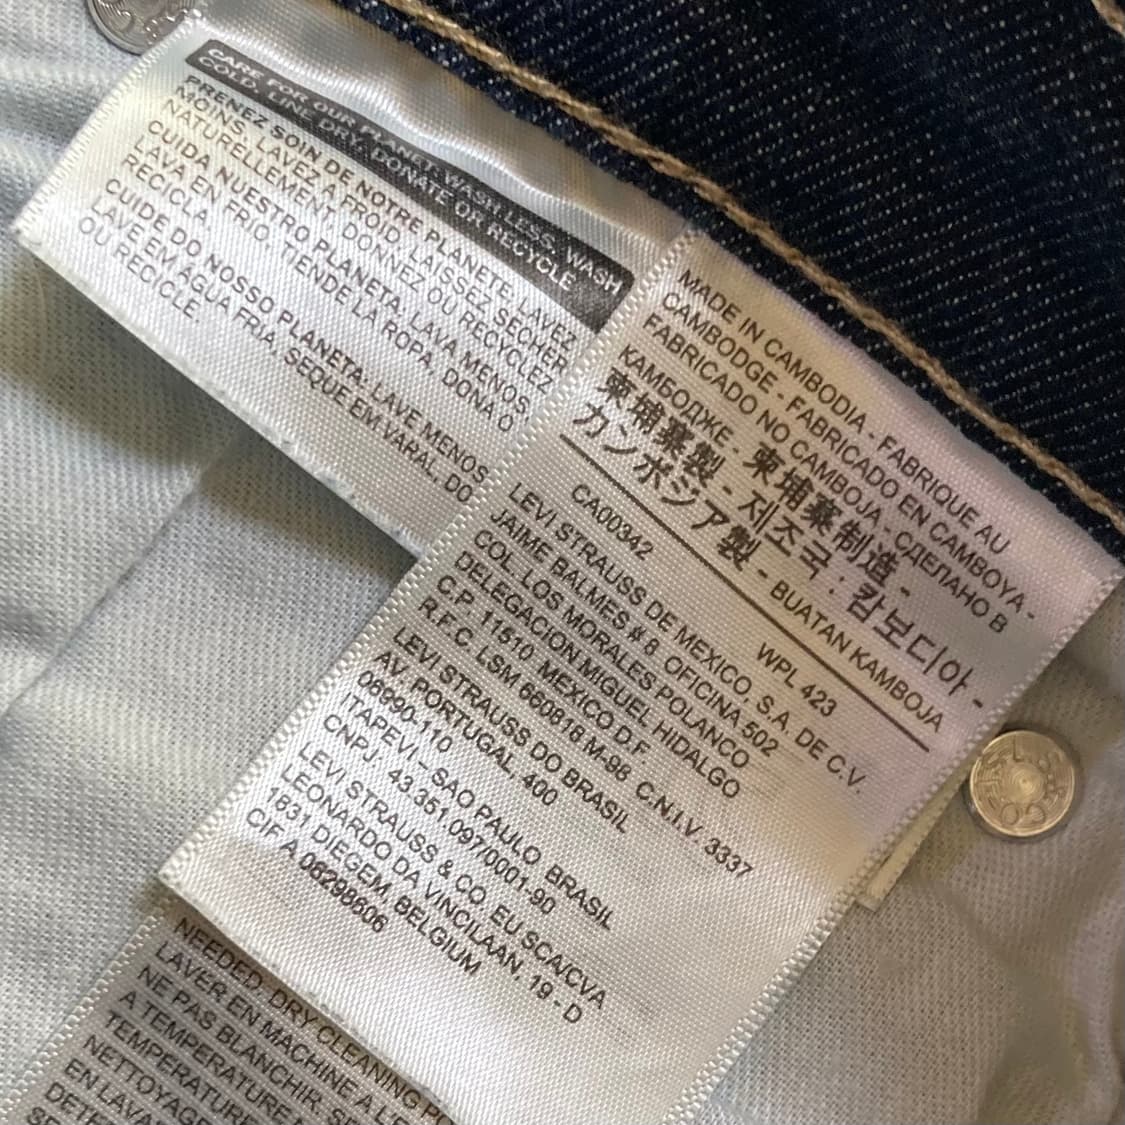 CARE FOR OUR PLANET: WASH LESS, WASH
COLD, LINE DRY, DONATE OR RECYCLE
PRENEZ SOIN DE NOTRE PLANETE, LAVEZ
MOINS, LAVEZ A FROID, LAISSEZ SECHER
NATURELLEMENT, DONNEZ OU RECYCLEZ
CUIDA A NUESTRO PLANETA, LAVA MENOS,
LAVA EN FRIO, TIENDE LA ROPA, DONA O
RECICLA.
CUIDE DO NOSSO PLANETA: LAVE MENOS
LAVE EM ÁGUA FRIA, SEQUE EM VARAL, DO
OU RECICLE.
MADE IN CAMBODIA - FABRIQUE AU
CAMBODGE - FABRICADO EN CAMBOYA -
FABRICADO NO CAMBOJA - СДЕЛАНО В
КАМБОДЖЕ - 柬埔寨制造 -
柬埔寨製 - 제조국 : 캄보디아 -
カンボジア製 - BUATAN KAMBOJA
CA00342 WPL 423
LEVI STRAUSS DE MEXICO, S.A. DE C.V.
JAIME BALMES # 8 OFICINA 502
COL. LOS MORALES POLANCO
DELEGACION MIGUEL HIDALGO
C.P. 11510 MEXICO D.F.
R.F.C. LSM 660818 M-98 C.N.I.V. 3337
LEVI STRAUSS DO BRASIL
AV. PORTUGAL, 400
06690-110
ITAPEVI – SAO PAULO BRASIL
CNPJ: 43.351.097/0001-90
LEVI STRAUSS & CO. EU SCA/CVA
LEONARDO DA VINCILAAN, 19 - D
1831 DIEGEM, BELGIUM
CIF: A 08298606
NEEDED. DRY CLEANING PO
LAVER EN MACHINE A L'E
NE PAS BLANCHIR. SE
A TEMPERATURE
TEMPERATURE
NETTOYAGE
EN LAVA
DETE
SE